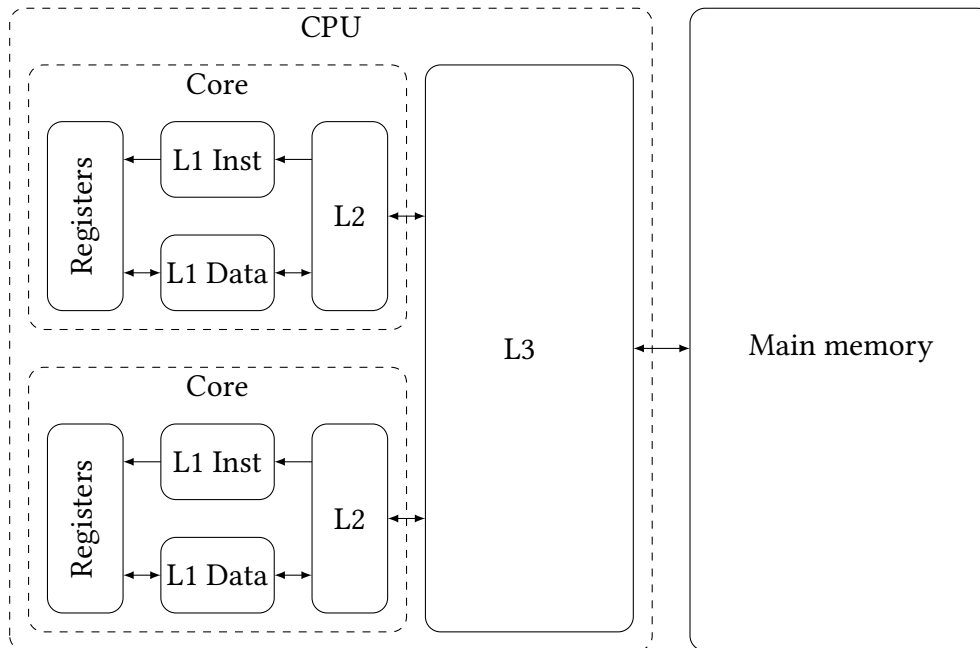 CPU
Core
Registers
L1 Inst
L1 Data
L2
Core
Registers
L1 Inst
L1 Data
L2
L3
Main memory